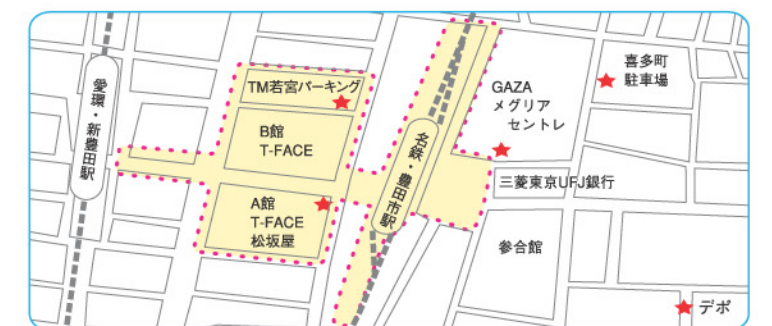 愛環・新豊田駅
TM若宮パーキング
B館
T-FACE
A館
T-FACE
松坂屋
名鉄・豊田市駅
GAZA
メグリア
セントレ
喜多町
駐車場
三菱東京UFJ銀行
参合館
デポ